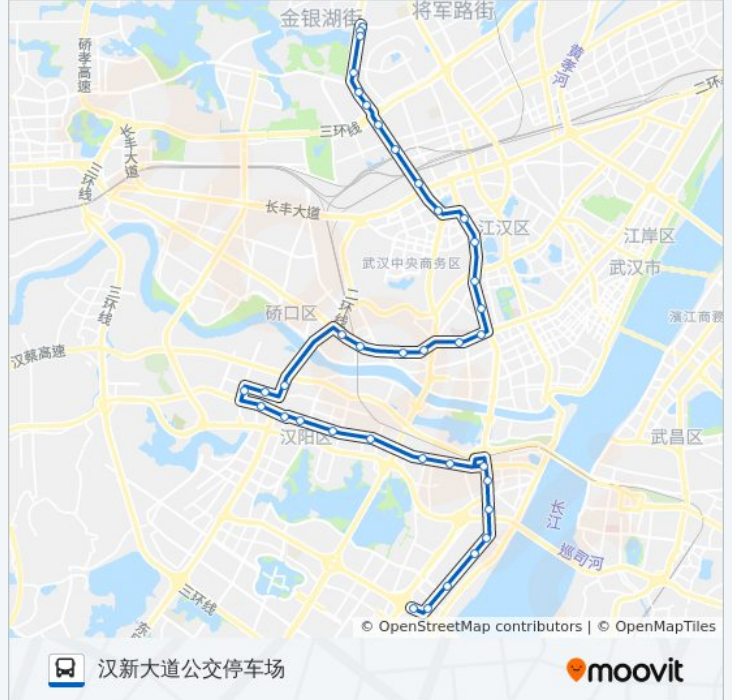 金银湖街
将军路街
硚孝高速
黄孝河
二环
长丰大道
三环线
三环线
长丰大道
江汉区
江岸区
武汉市
武汉中央商务区
三环线
二环线
硚口区
汉蔡高速
汉阳区
武昌区
长江
巡司河
三环线
© OpenStreetMap contributors | © OpenMapTiles
汉新大道公交停车场
moovit